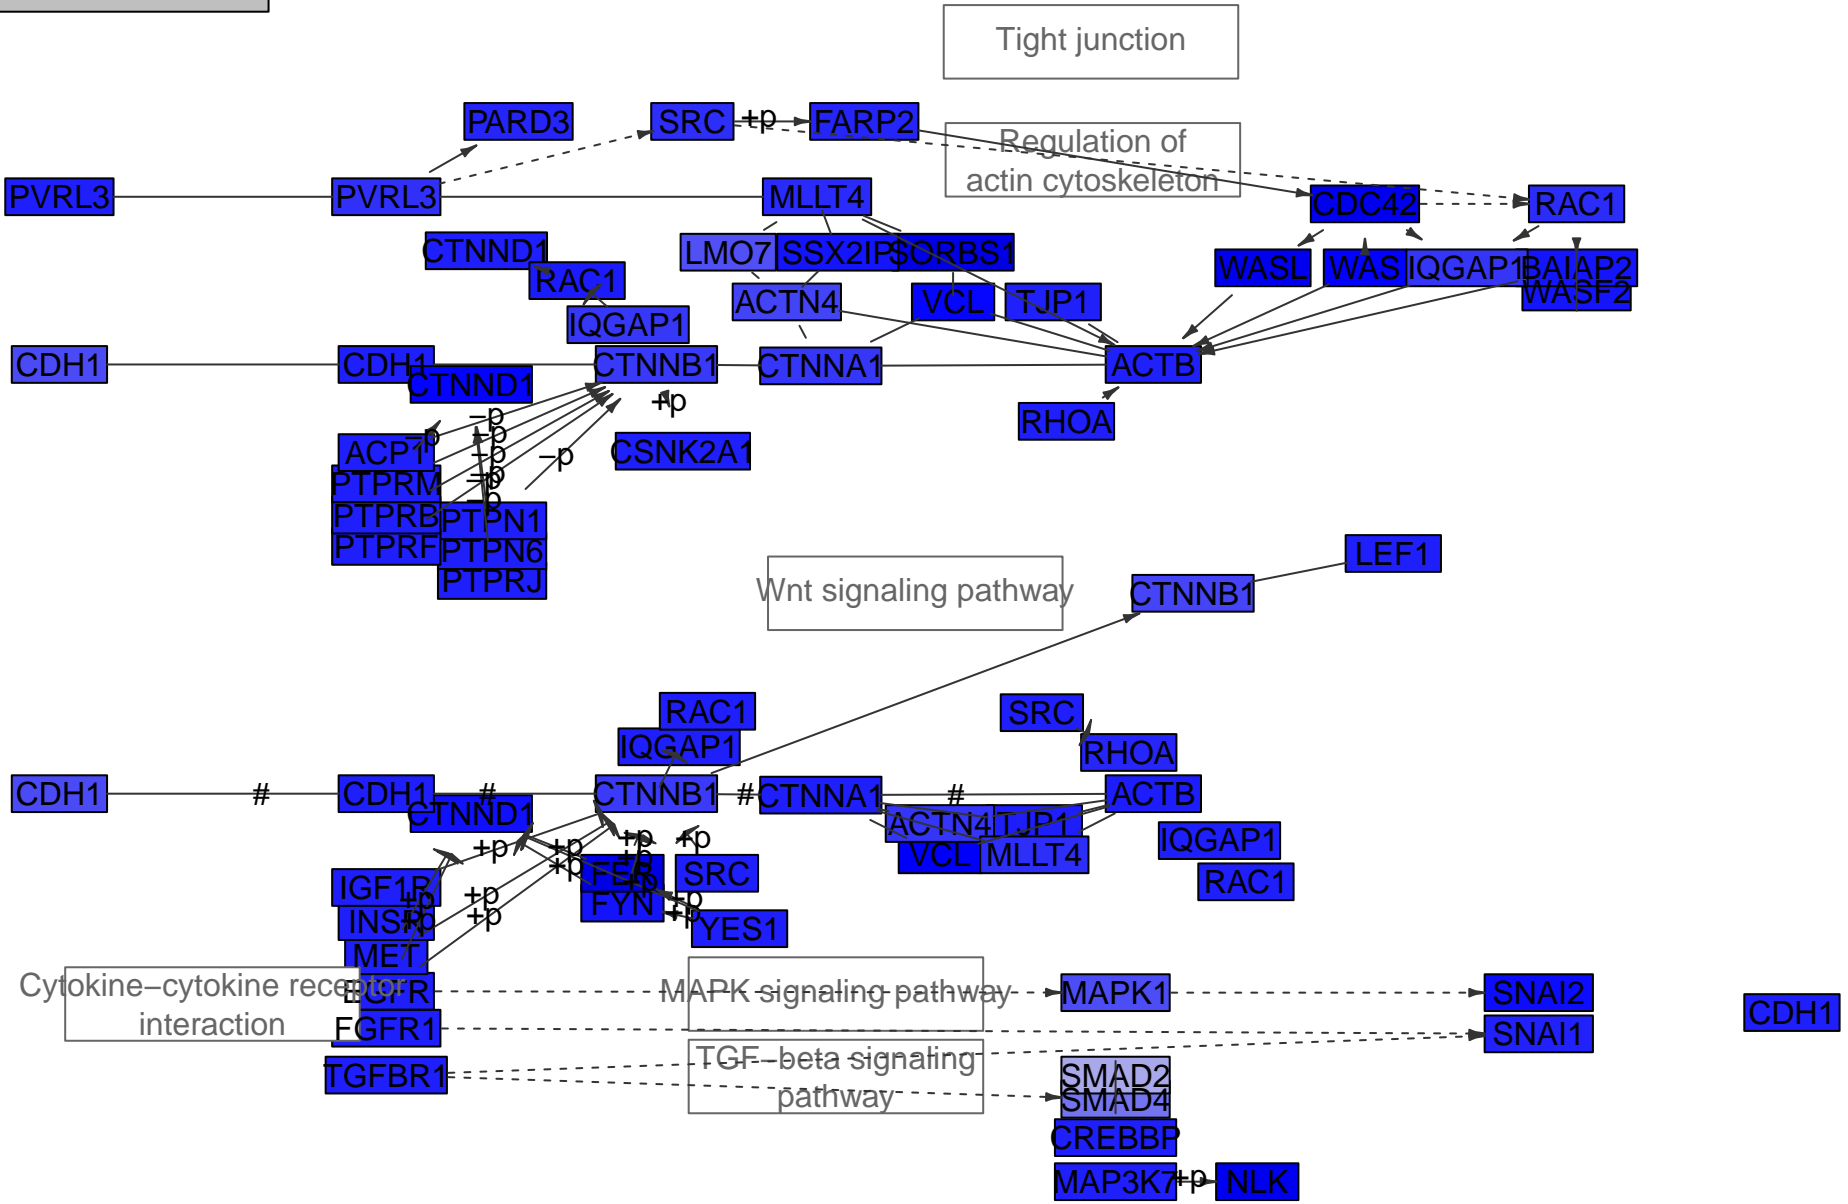 Tight junction
PARD3
SRC
+p
FARP2
Regulation of
actin cytoskeleton
PVRL3
PVRL3
MLLT4
CDC42
RAC1
CTNND1
RAC1
LMO7
SSX2IP
SORBS1
WASL
WAS
IQGAP1
BAIAP2
WASF2
IQGAP1
ACTN4
VCL
TJP1
CDH1
CDH1
CTNND1
CTNNB1
CTNNA1
ACTB
+p
RHOA
−p
−p
−p
−p
−p
−p
−p
−p
ACP1
CSNK2A1
PTPRM
PTPRB
PTPN1
PTPRF
PTPN6
PTPRJ
LEF1
Wnt signaling pathway
CTNNB1
RAC1
SRC
IQGAP1
RHOA
CDH1
#
CDH1
#
CTNNB1
#
CTNNA1
#
ACTB
CTNND1
ACTN4
TJP1
IQGAP1
+p
+p
+p
+p
VCL
MLLT4
+p
+p
FER
SRC
RAC1
IGF1R
+p
+p
+p
FYN
+p
INSR
+p
+p
+p
YES1
MET
Cytokine−cytokine receptor
interaction
EGFR
MAPK signaling pathway
MAPK1
SNAI2
CDH1
FGFR1
SNAI1
TGFBR1
TGF−beta signaling
pathway
SMAD2
SMAD4
CREBBP
MAP3K7
+p
NLK